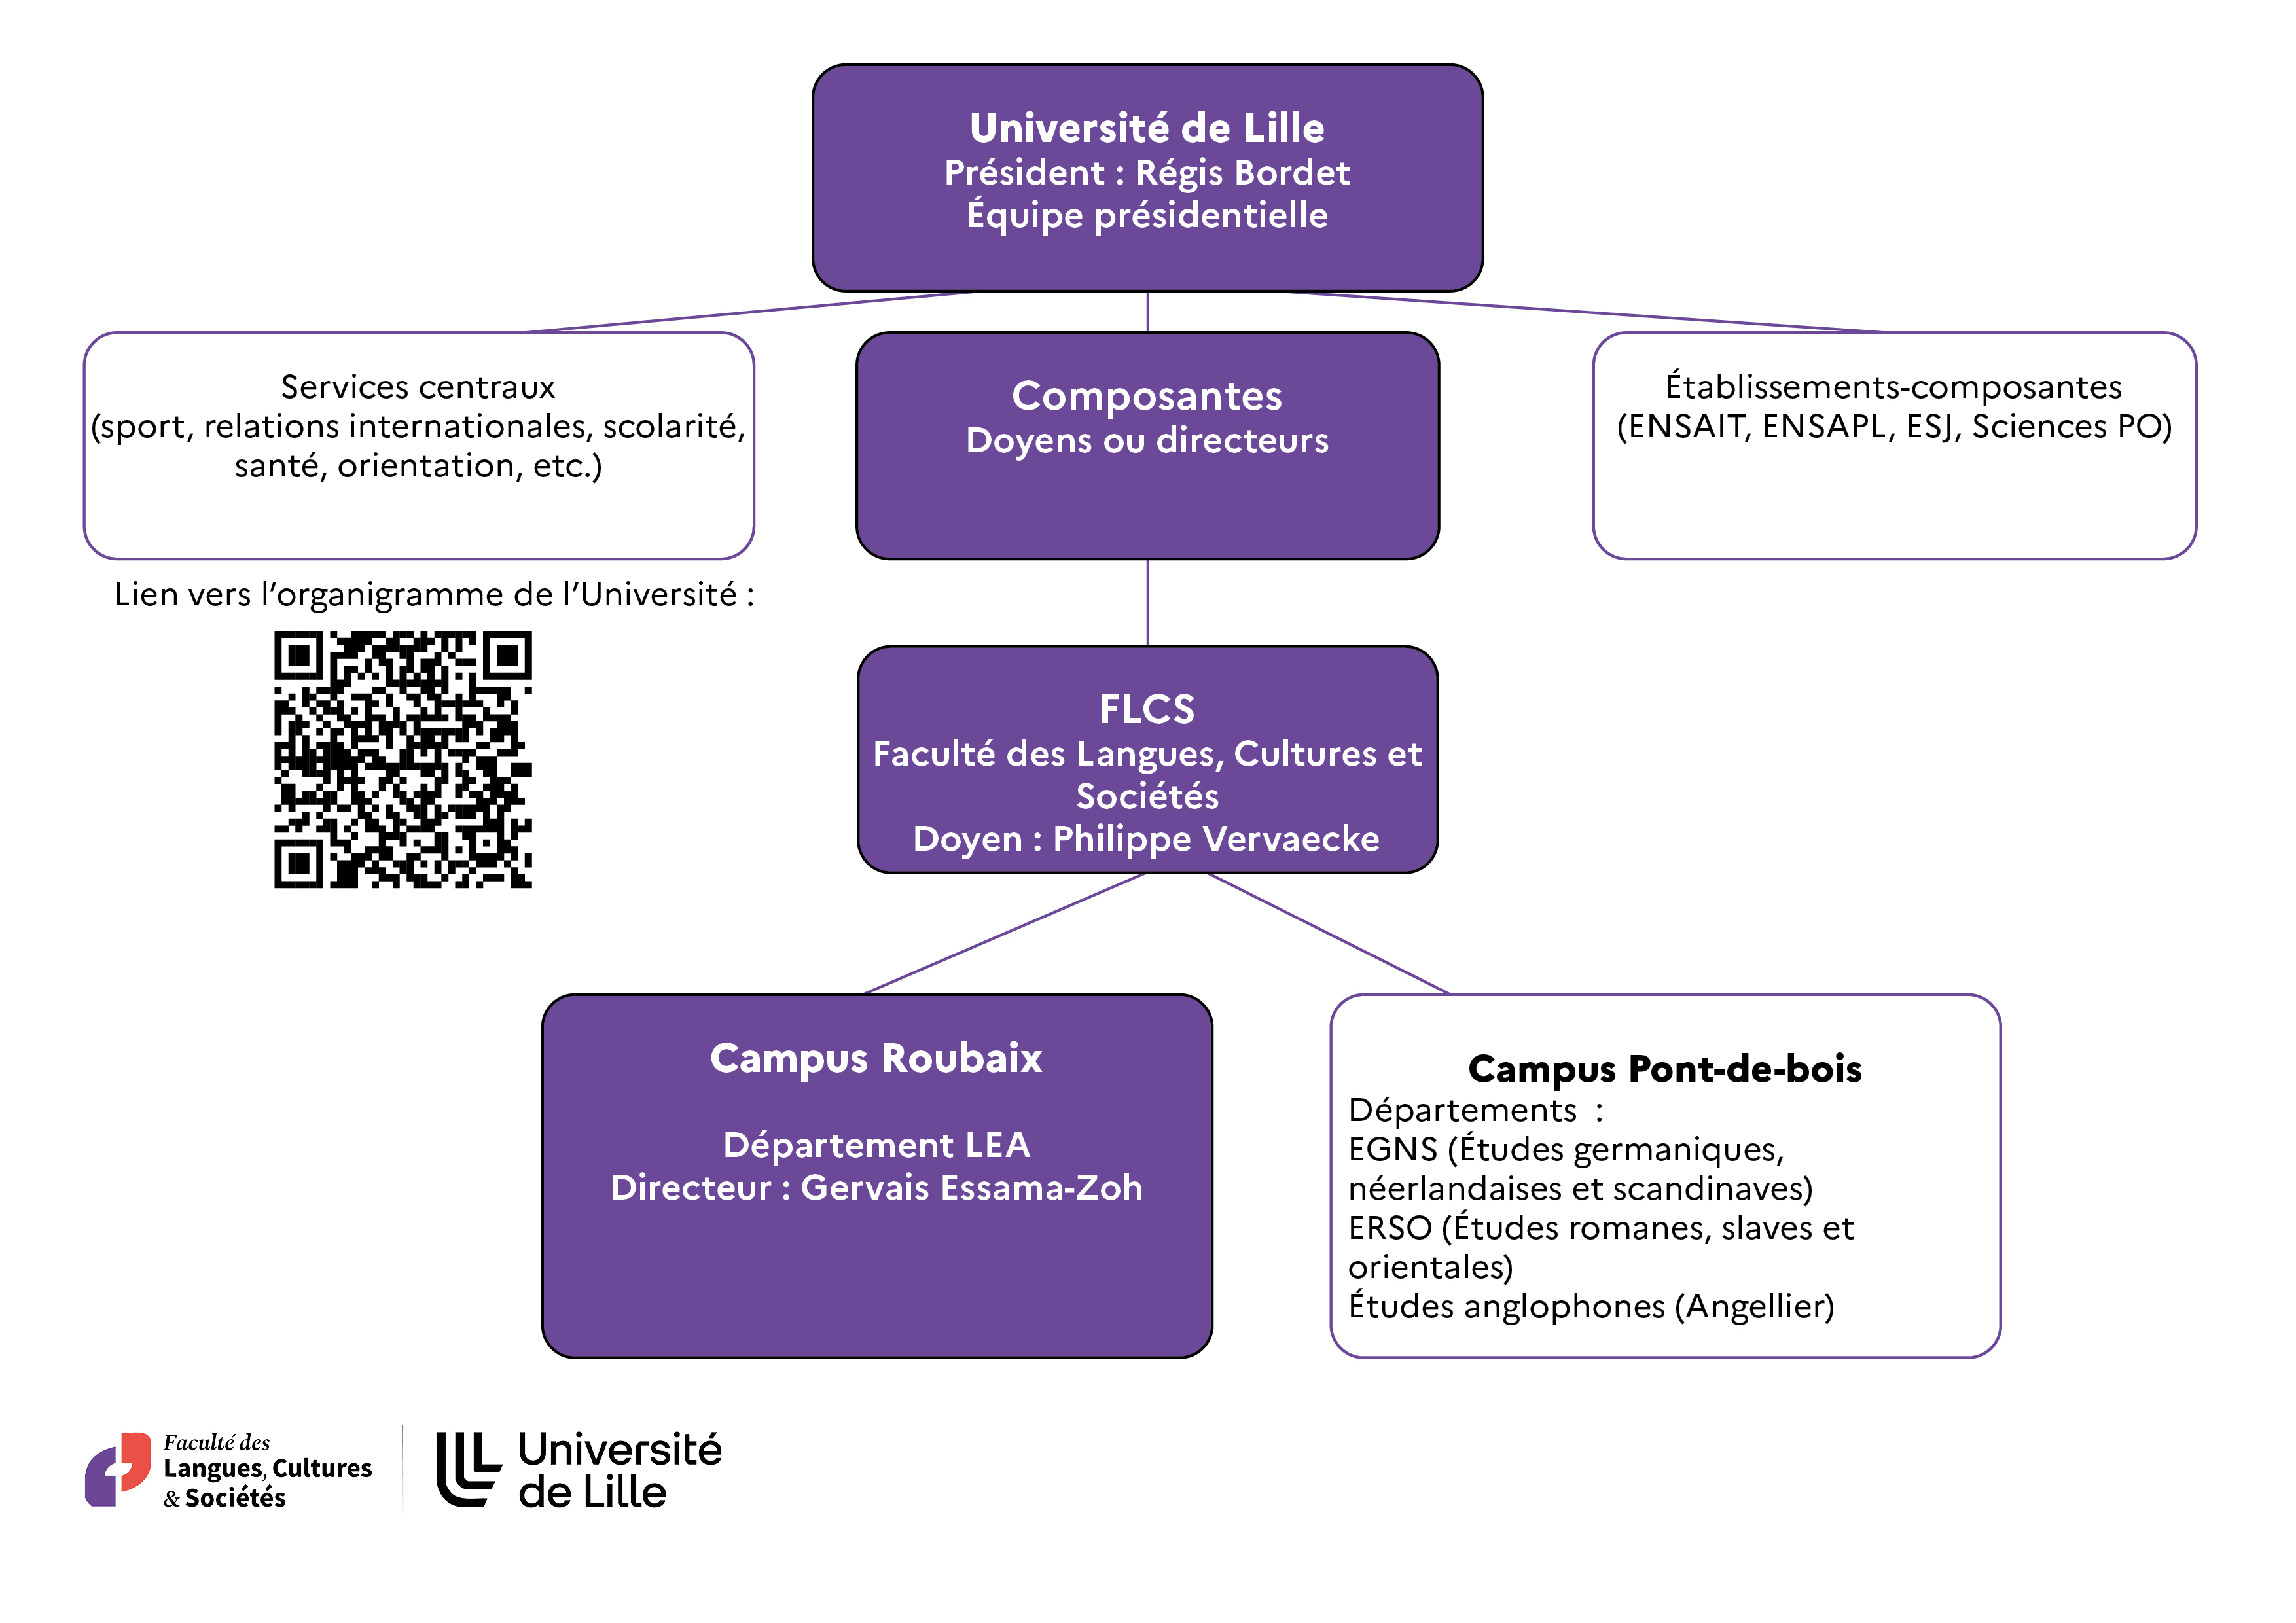 Université de Lille
Président : Régis Bordet
Équipe présidentielle
Services centraux
(sport, relations internationales, scolarité,
santé, orientation, etc.)
Composantes
Doyens ou directeurs
Établissements-composantes
(ENSAIT, ENSAPL, ESJ, Sciences PO)
Lien vers l’organigramme de l’Université :
FLCS
Faculté des Langues, Cultures et
Sociétés
Doyen : Philippe Vervaecke
Campus Roubaix
Département LEA
Directeur : Gervais Essama-Zoh
Campus Pont-de-bois
Départements  :
EGNS (Études germaniques,
néerlandaises et scandinaves)
ERSO (Études romanes, slaves et
orientales)
Études anglophones (Angellier)
Faculté des
Langues, Cultures
& Sociétés
Université
de Lille